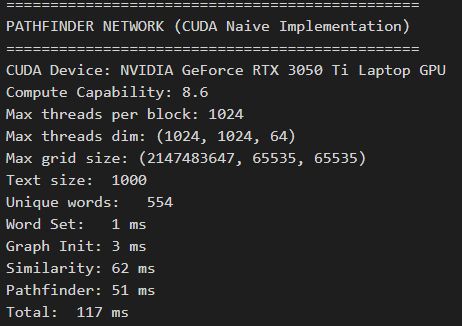 ===============================================
PATHFINDER NETWORK (CUDA Naive Implementation)
===============================================
CUDA Device: NVIDIA GeForce RTX 3050 Ti Laptop GPU
Compute Capability: 8.6
Max threads per block: 1024
Max threads dim: (1024, 1024, 64)
Max grid size: (2147483647, 65535, 65535)
Text size:  1000
Unique words:   554
Word Set:   1 ms
Graph Init: 3 ms
Similarity: 62 ms
Pathfinder: 51 ms
Total:  117 ms